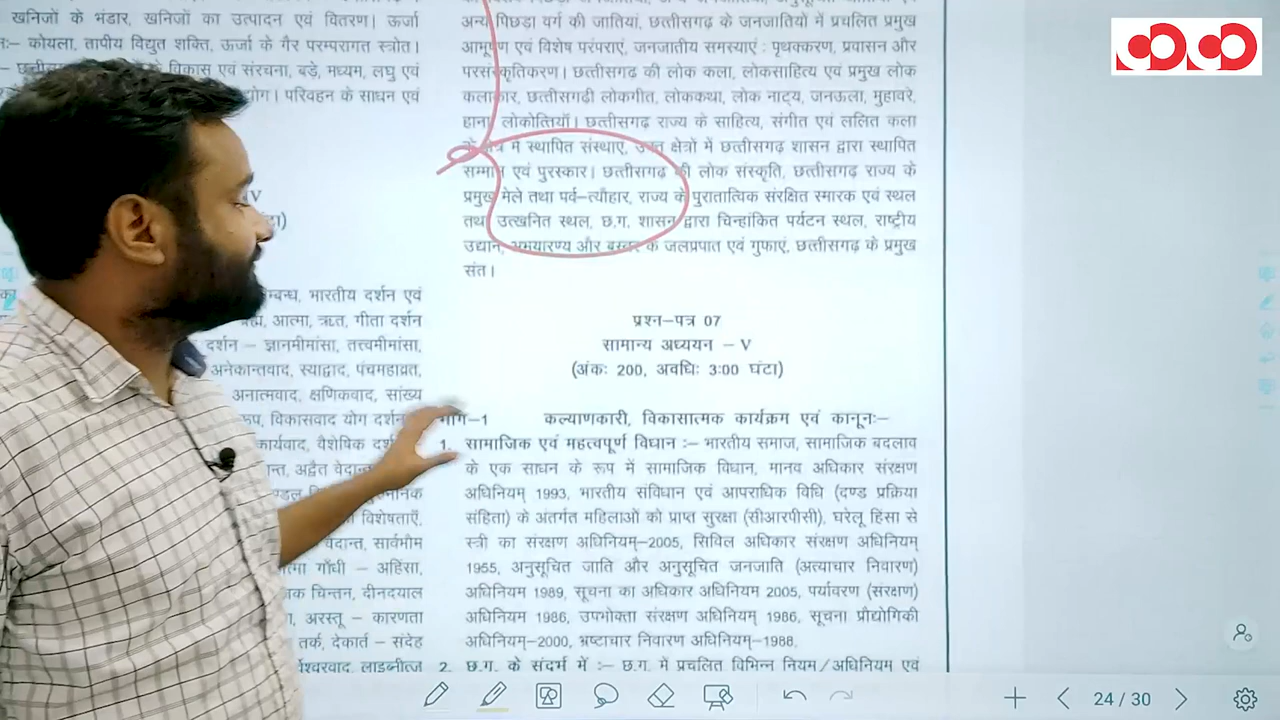 खनिजों के भंडार, खनिजों का उत्पादन एवं वितरण। ऊर्जा
कोयला, तापीय विद्युत शक्ति, ऊर्जा के गैर परम्परागत स्त्रोत।
विकास एवं संरचना, बड़े, मध्यम, लघु एवं
परिवहन के साधन एवं
अन्य पिछड़ा वर्ग की जातियां, छत्तीसगढ़ के जनजातियों में प्रचलित प्रमुख
आभूषण एवं विशेष परंपराएं, जनजातीय समस्याएं : पृथक्करण, प्रवासन और
परसंस्कृतिकरण। छत्तीसगढ़ की लोक कला, लोकसाहित्य एवं प्रमुख लोक
कलाकार, छत्तीसगढी लोकगीत, लोककथा, लोक नाट्य, जनऊला, मुहावरे,
हाना लोकोत्तियाँ। छत्तीसगढ़ राज्य के साहित्य, संगीत एवं ललित कला
में स्थापित संस्थाएं, उक्त क्षेत्रों में छत्तीसगढ़ शासन द्वारा स्थापित
सम्मान एवं पुरस्कार। छत्तीसगढ़ की लोक संस्कृति, छत्तीसगढ़ राज्य के
प्रमुख मेले तथा पर्व–त्यौहार, राज्य के पुरातात्विक संरक्षित स्मारक एवं स्थल
तथा उत्खनित स्थल, छ.ग. शासन द्वारा चिन्हांकित पर्यटन स्थल, राष्ट्रीय
उद्यान, अभयारण्य और बस्तर के जलप्रपात एवं गुफाएं, छत्तीसगढ़ के प्रमुख
संत।
भारतीय दर्शन एवं
आत्मा, ऋत, गीता दर्शन
दर्शन – ज्ञानमीमांसा, तत्त्वमीमांसा,
अनेकान्तवाद, स्याद्वाद, पंचमहाव्रत,
अनात्मवाद, क्षणिकवाद, सांख्य
विकासवाद योग दर्शन
वैशेषिक
अद्वैत
विशेषताएँ,
वेदान्त, सार्वभौम
गाँधी – अहिंसा,
चिन्तन, दीनदयाल
अरस्तू – कारणता
तर्क, देकार्त – संदेह
प्रश्न–पत्र 07
सामान्य अध्ययन – V
(अंकः 200, अवधिः 3:00 घंटा)
भाग–1 कल्याणकारी, विकासात्मक कार्यक्रम एवं कानूनः–
1. सामाजिक एवं महत्वपूर्ण विधान :– भारतीय समाज, सामाजिक बदलाव
के एक साधन के रूप में सामाजिक विधान, मानव अधिकार संरक्षण
अधिनियम 1993, भारतीय संविधान एवं आपराधिक विधि (दण्ड प्रक्रिया
संहिता) के अंतर्गत महिलाओं को प्राप्त सुरक्षा (सीआरपीसी), घरेलू हिंसा से
स्त्री का संरक्षण अधिनियम–2005, सिविल अधिकार संरक्षण अधिनियम
1955, अनुसूचित जाति और अनुसूचित जनजाति (अत्याचार निवारण)
अधिनियम 1989, सूचना का अधिकार अधिनियम 2005, पर्यावरण (संरक्षण)
अधिनियम 1986, उपभोक्ता संरक्षण अधिनियम 1986, सूचना प्रौद्योगिकी
अधिनियम–2000, भ्रष्टाचार निवारण अधिनियम–1988.
2. छ.ग. के संदर्भ में :– छ.ग. में प्रचलित विभिन्न नियम/अधिनियम एवं
24 / 30